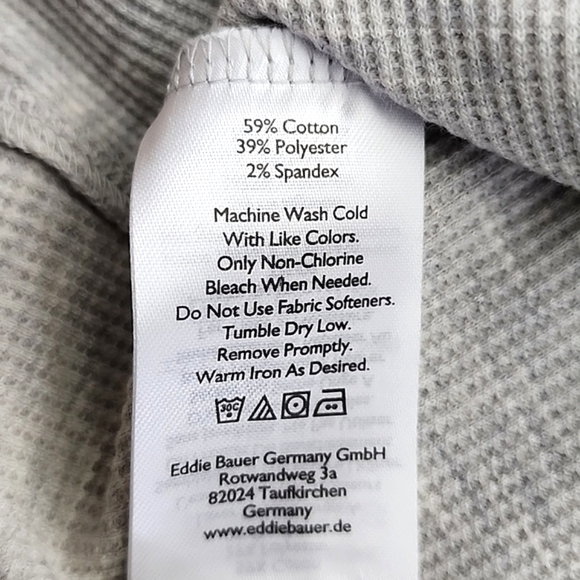 59% Cotton
39% Polyester
2% Spandex
Machine Wash Cold
With Like Colors.
Only Non-Chlorine
Bleach When Needed.
Do Not Use Fabric Softeners.
Tumble Dry Low.
Remove Promptly.
Warm Iron As Desired.
30C
Eddie Bauer Germany GmbH
Rotwandweg 3a
82024 Taufkirchen
Germany
www.eddiebauer.de